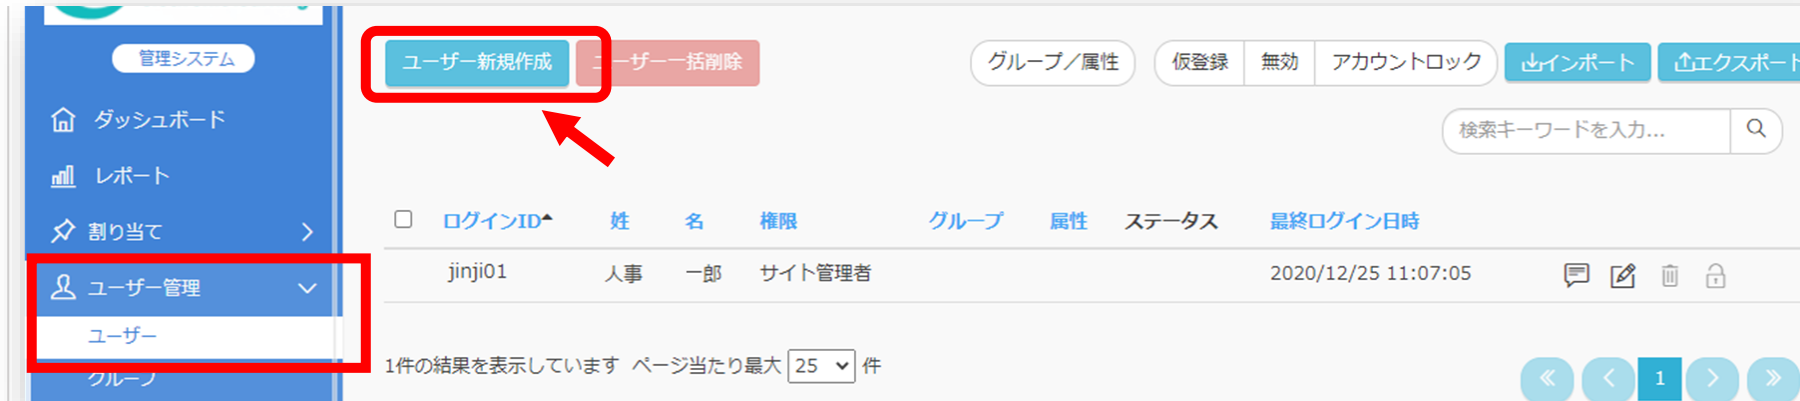 管理システム
ダッシュボード
レポート
割り当て
ユーザー管理
ユーザー
グループ
ユーザー新規作成
ユーザー一括削除
グループ／属性
仮登録 無効 アカウントロック
インポート
エクスポート
検索キーワードを入力...
ログインID 姓 名 権限 グループ 属性 ステータス 最終ログイン日時
jinji01 人事 一郎 サイト管理者 2020/12/25 11:07:05
1件の結果を表示しています ページ当たり最大 25 件
« ‹ 1 › »